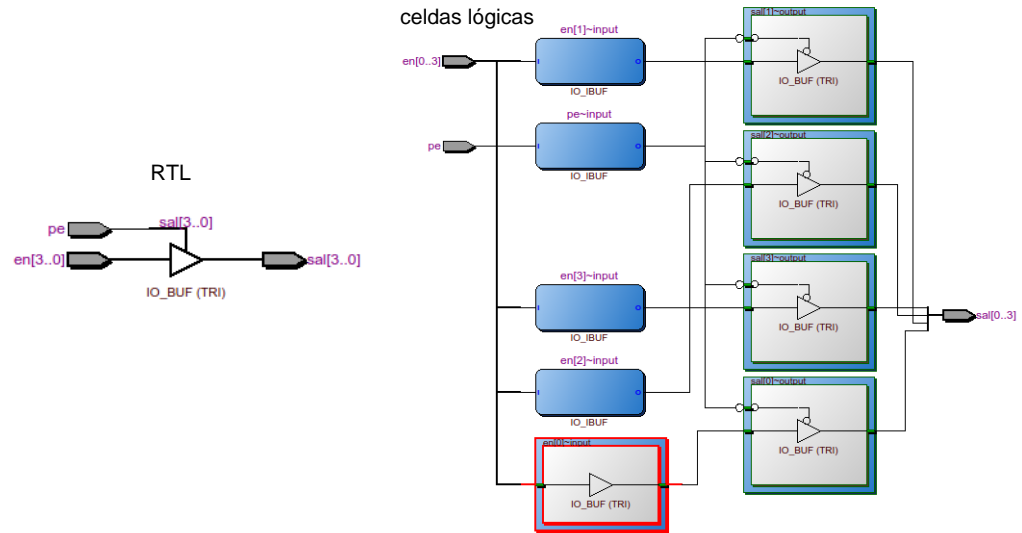 celdas lógicas
RTL
pe
sal[3..0]
en[3..0]
sal[3..0]
IO_BUF (TRI)
en[0..3]
pe
en[1]~input
IO_IBUF
pe~input
IO_IBUF
en[3]~input
IO_IBUF
en[2]~input
IO_IBUF
en[0]~input
IO_BUF (TRI)
sal[1]~output
IO_BUF (TRI)
sal[2]~output
IO_BUF (TRI)
sal[3]~output
IO_BUF (TRI)
sal[0]~output
IO_BUF (TRI)
sal[0..3]